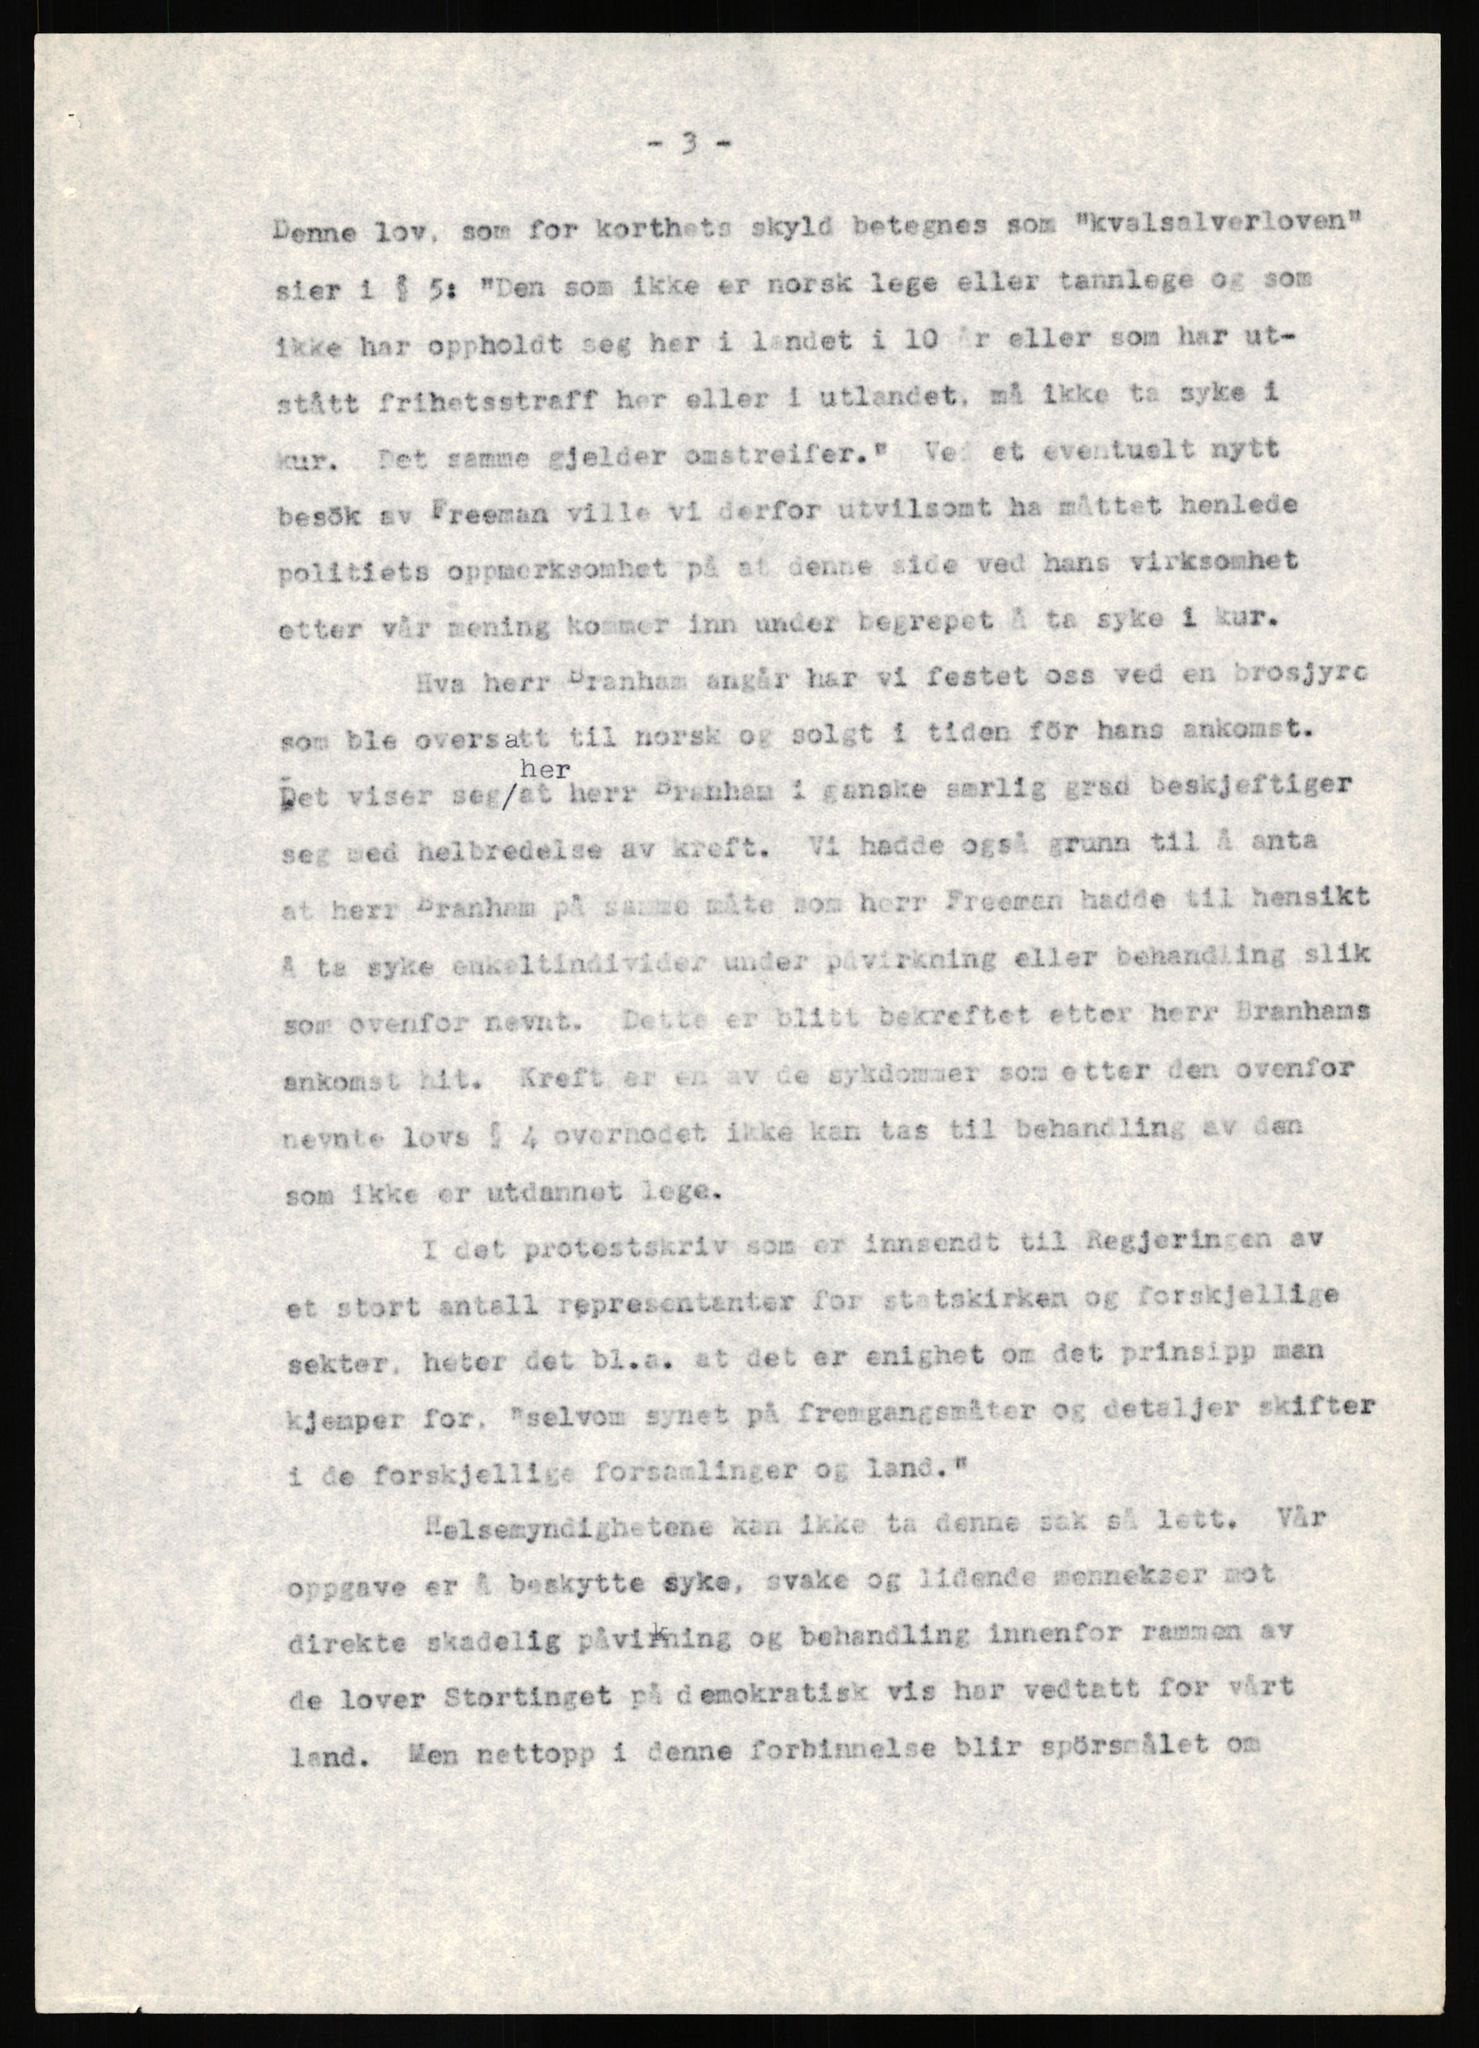 - 3 -
Denne lov, som for korthets skyld betegnes som "kvalsalverloven"
sier i § 5: "Den som ikke er norsk lege eller tannlege og som
ikke har oppholdt seg her i landet i 10 år eller som har ut-
stått frihetsstraff her eller i utlandet, må ikke ta syke i
kur. Det samme gjelder omstreifer." Ved et eventuelt nytt
besök av Freeman ville vi derfor utvilsomt ha måttet henlede
politiets oppmerksomhet på at denne side ved hans virksomhet
etter vår mening kommer inn under begrepet å ta syke i kur.
Hva herr Branham angår har vi festet oss ved en brosjyre
som ble oversatt til norsk og solgt i tiden för hans ankomst.
her
Det viser seg/at herr Branham i ganske særlig grad beskjeftiger
seg med helbredelse av kreft. Vi hadde også grunn til å anta
at herr Branham på samme måte som herr Freeman hadde til hensikt
å ta syke enkeltindivider under påvirkning eller behandling slik
som ovenfor nevnt. Dette er blitt bekreftet etter herr Branhams
ankomst hit. Kreft er en av de sykdommer som etter den ovenfor
nevnte lovs § 4 overhodet ikke kan tas til behandling av den
som ikke er utdannet lege.
I det protestskriv som er innsendt til Regjeringen av
et stort antall representanter for statskirken og forskjellige
sekter, heter det bl.a. at det er enighet om det prinsipp man
kjemper for, "selvom synet på fremgangsmåter og detaljer skifter
i de forskjellige forsamlinger og land."
Helsemyndighetene kan ikke ta denne sak så lett. Vår
oppgave er å beskytte syke, svake og lidende mennekser mot
direkte skadelig påvirkning og behandling innenfor rammen av
de lover Stortinget på demokratisk vis har vedtatt for vårt
land. Men nettopp i denne forbinnelse blir spörsmålet om